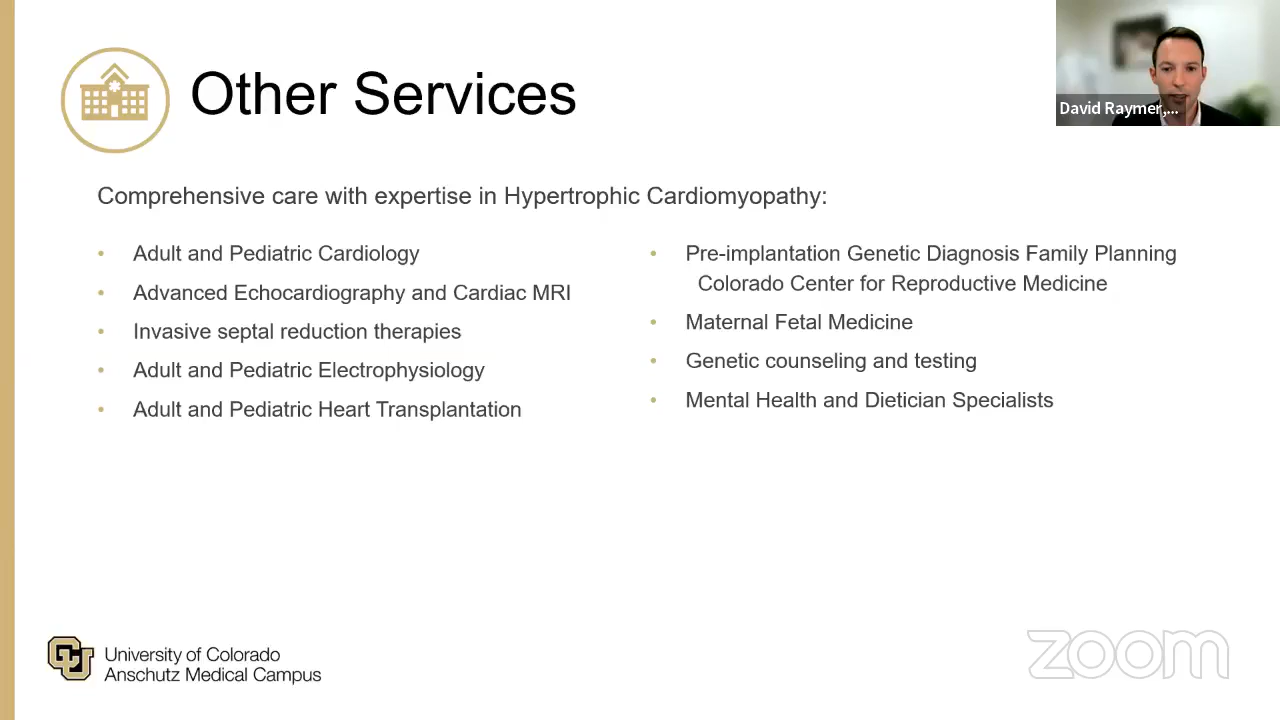 Other Services
David Raymer,...
Comprehensive care with expertise in Hypertrophic Cardiomyopathy:
• Adult and Pediatric Cardiology
• Advanced Echocardiography and Cardiac MRI
• Invasive septal reduction therapies
• Adult and Pediatric Electrophysiology
• Adult and Pediatric Heart Transplantation
• Pre-implantation Genetic Diagnosis Family Planning
Colorado Center for Reproductive Medicine
• Maternal Fetal Medicine
• Genetic counseling and testing
• Mental Health and Dietician Specialists
CU
University of Colorado
Anschutz Medical Campus
zoom